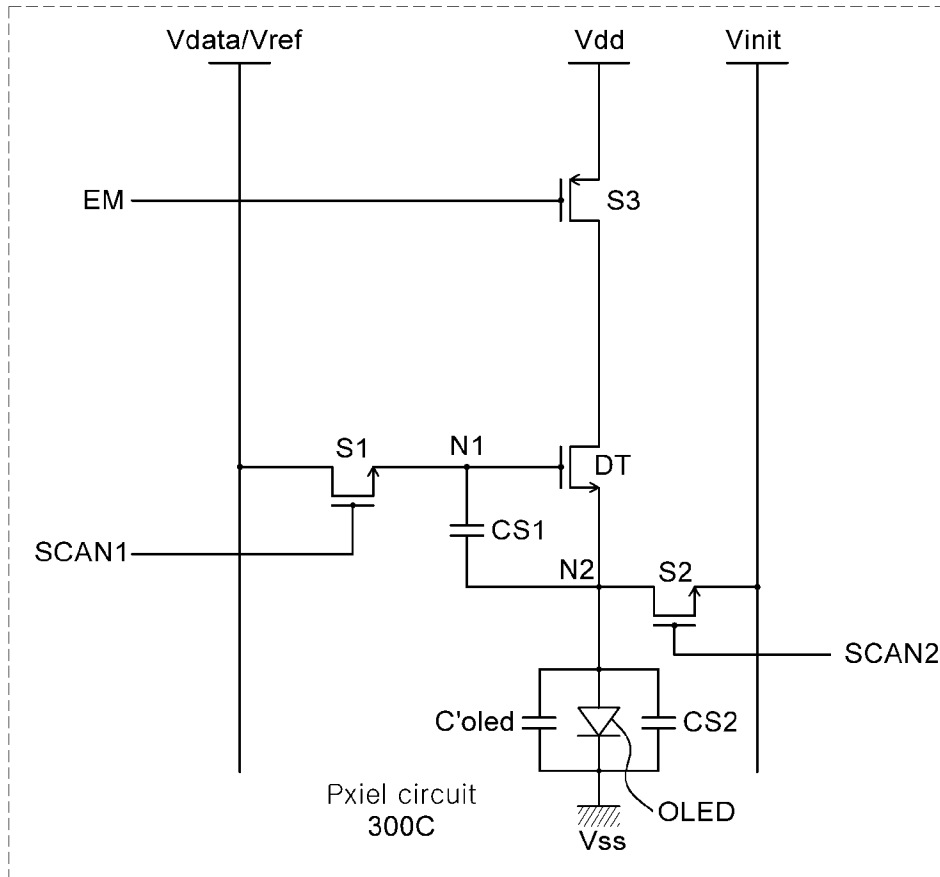 Vdata/Vref
Vdd
Vinit
EM
S3
S1
N1
DT
CS1
SCAN1
N2
S2
SCAN2
C'oled
CS2
Pxiel circuit
300C
OLED
Vss